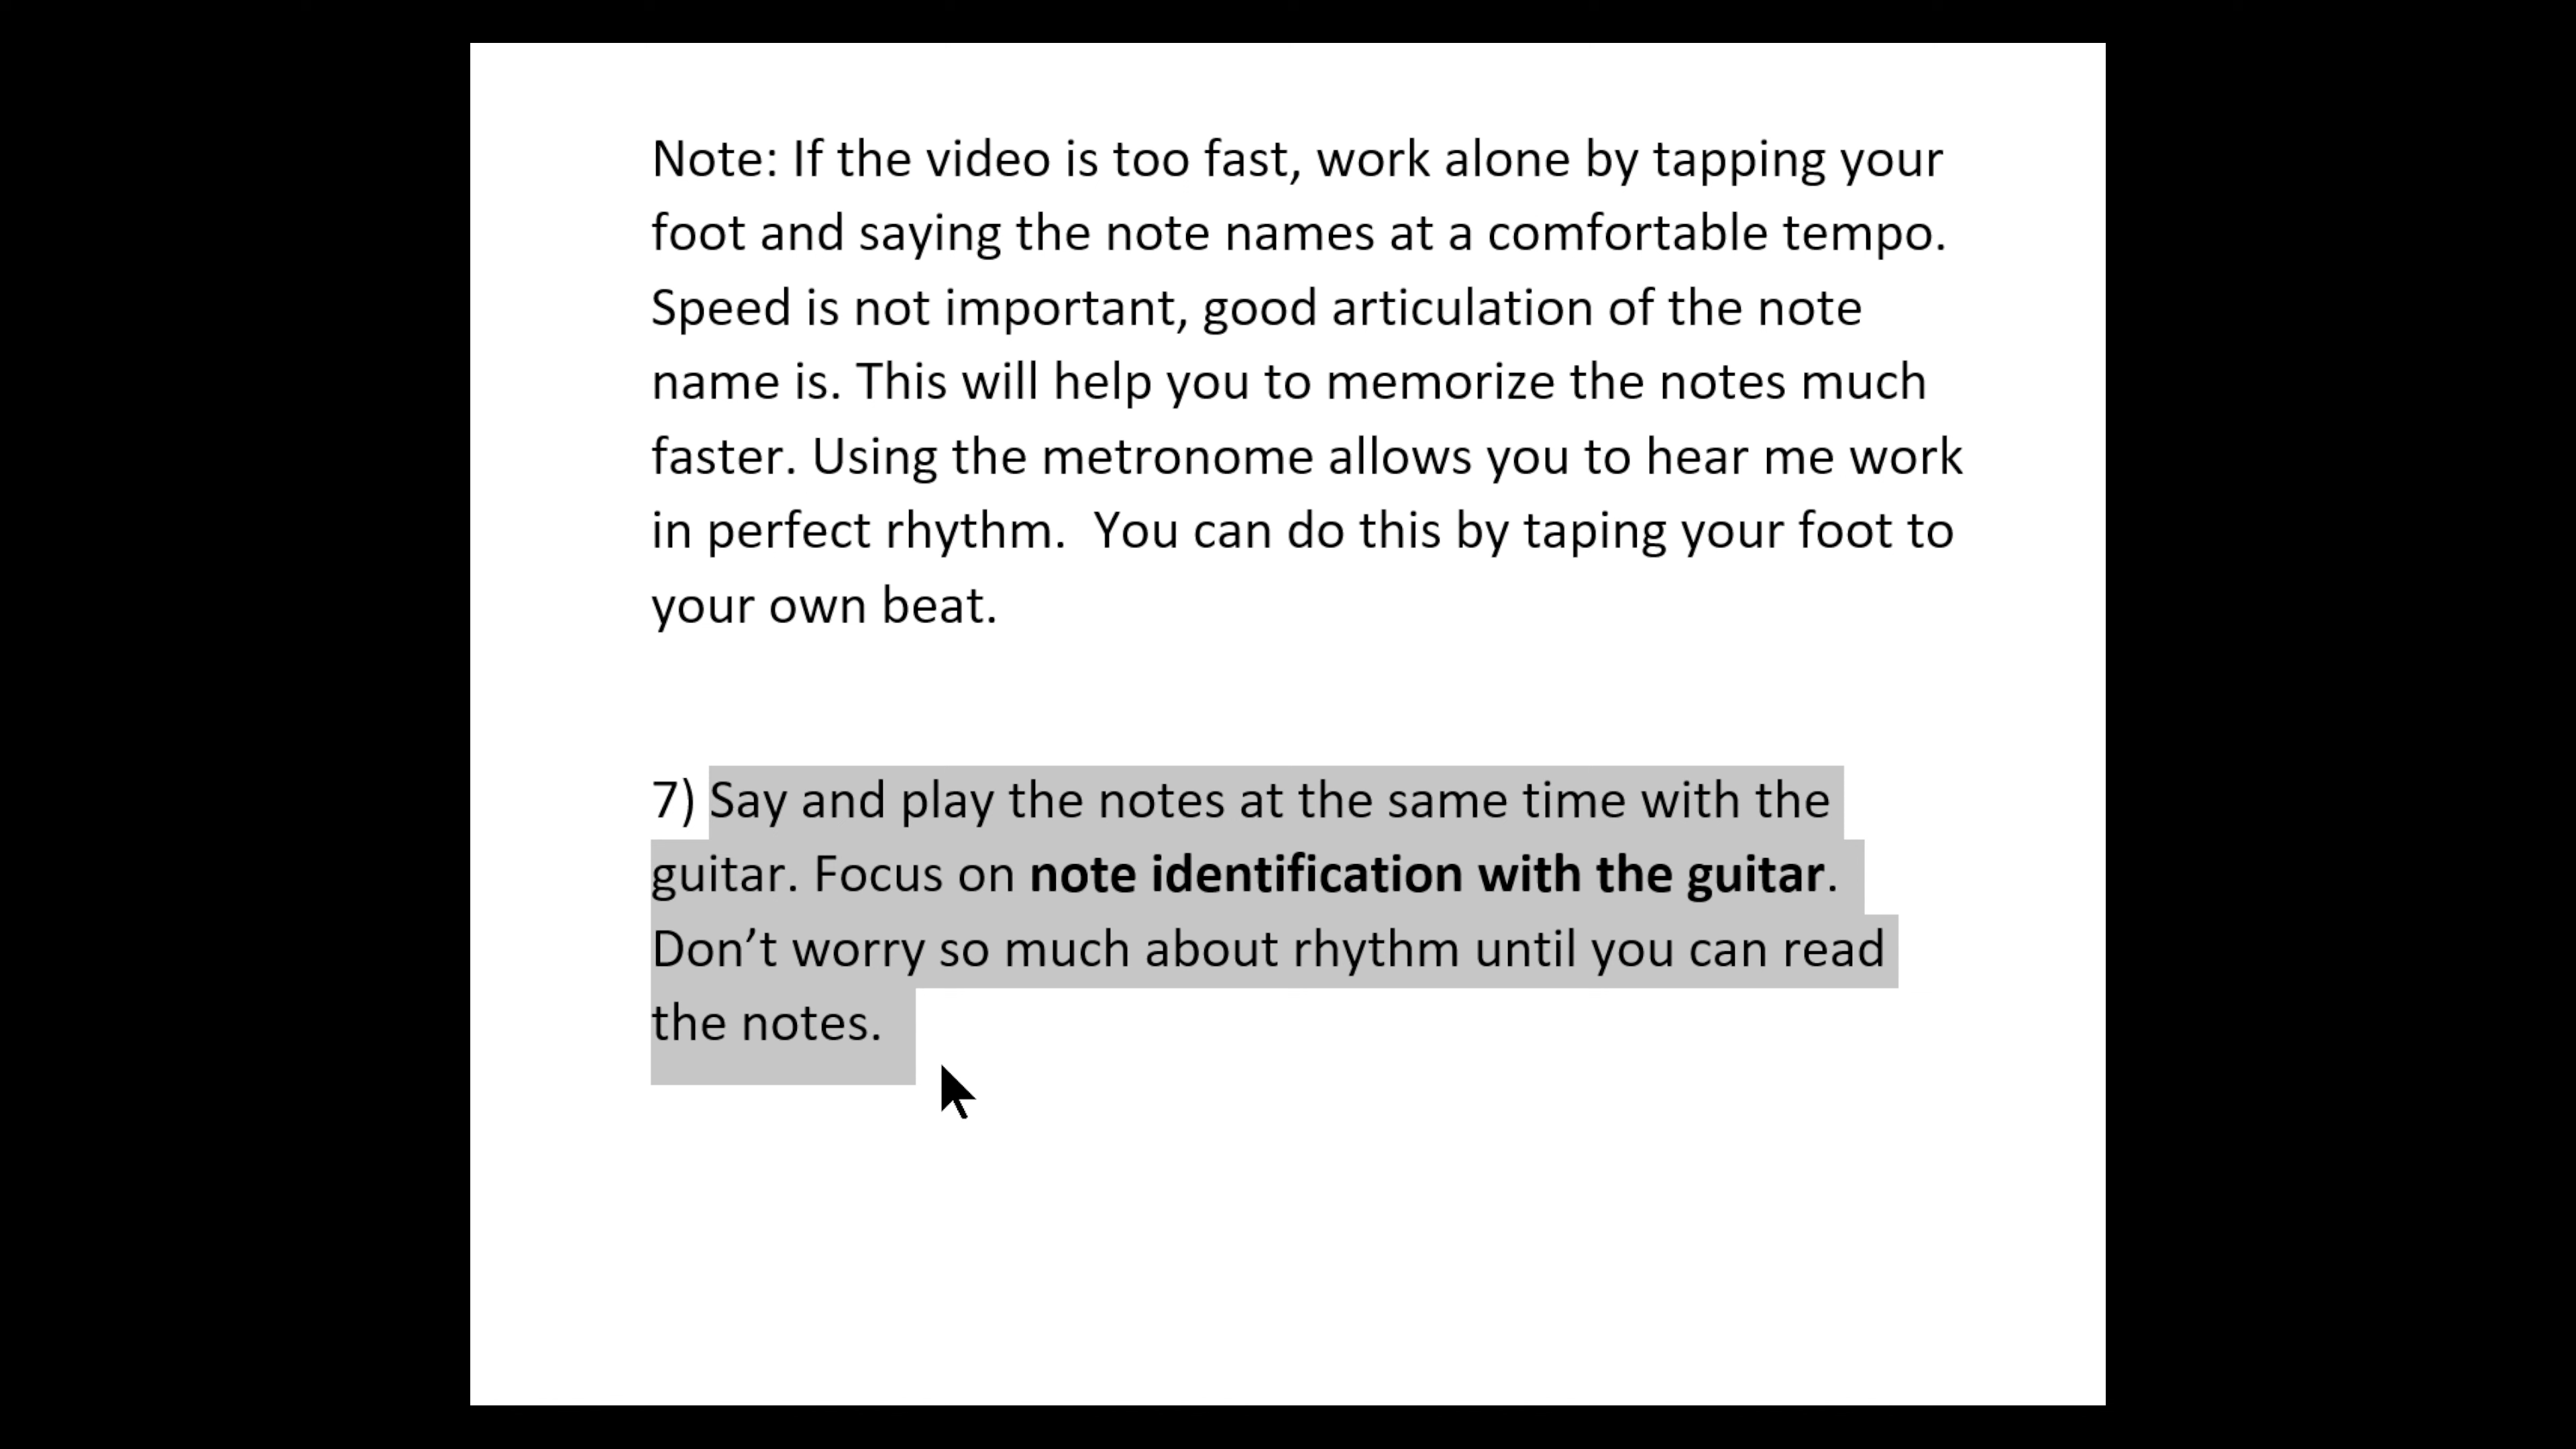 Note: If the video is too fast, work alone by tapping your
foot and saying the note names at a comfortable tempo.
Speed is not important, good articulation of the note
name is. This will help you to memorize the notes much
faster. Using the metronome allows you to hear me work
in perfect rhythm.  You can do this by taping your foot to
your own beat.
7) Say and play the notes at the same time with the
guitar. Focus on note identification with the guitar.
Don’t worry so much about rhythm until you can read
the notes.